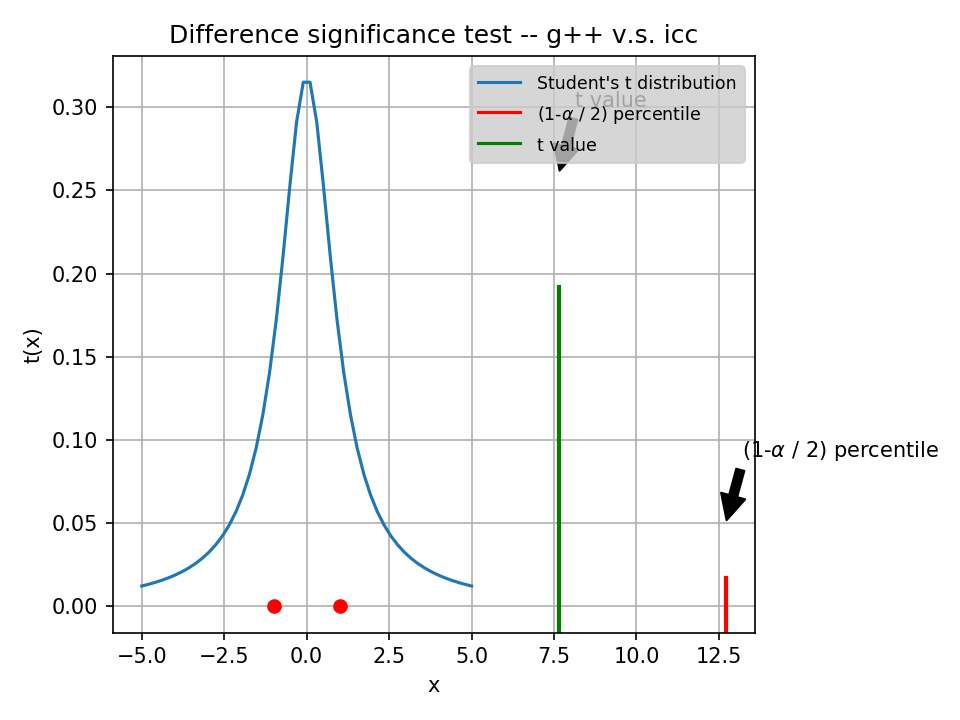 Difference significance test -- g++ v.s. icc
Student's t distribution
(1-α / 2) percentile
t value
t value
(1-α / 2) percentile
0.30
0.25
0.20
0.15
0.10
0.05
0.00
t(x)
−5.0 −2.5 0.0 2.5 5.0 7.5 10.0 12.5
x